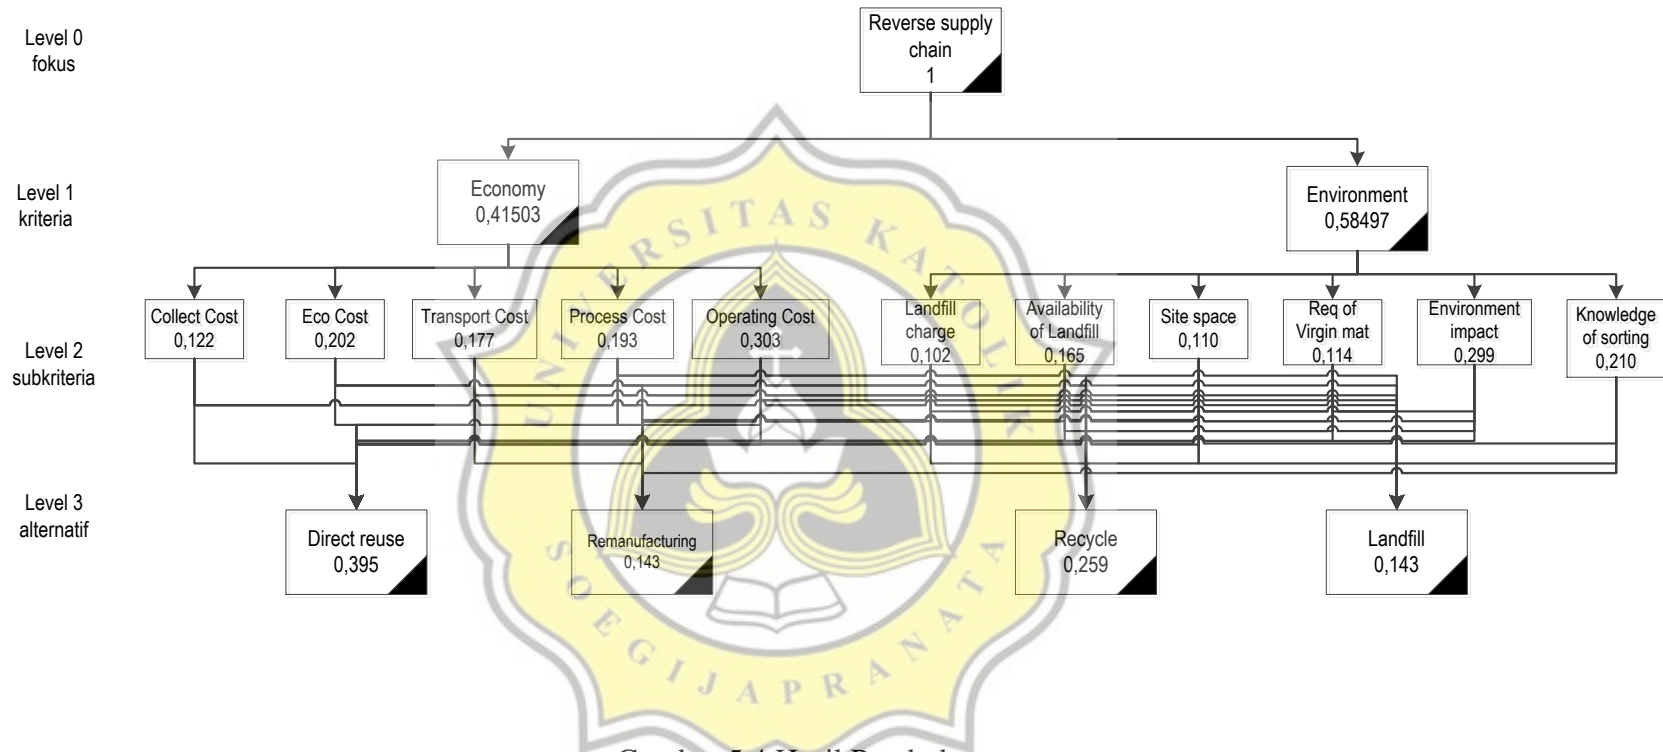 Level 0
fokus
Reverse supply
chain
1
Level 1
kriteria
Economy
0,41503
Environment
0,58497
Level 2
subkriteria
Collect Cost
0,122
Eco Cost
0,202
Transport Cost
0,177
Process Cost
0,193
Operating Cost
0,303
Landfill
charge
0,102
Availability
of Landfill
0,165
Site space
0,110
Req of
Virgin mat
0,114
Environment
impact
0,299
Knowledge
of sorting
0,210
Level 3
alternatif
Direct reuse
0,395
Remanufacturing
0,143
Recycle
0,259
Landfill
0,143
UNIVERSITAS KATOLIK
SOEGIJAPRANATA
5.4 Hasil